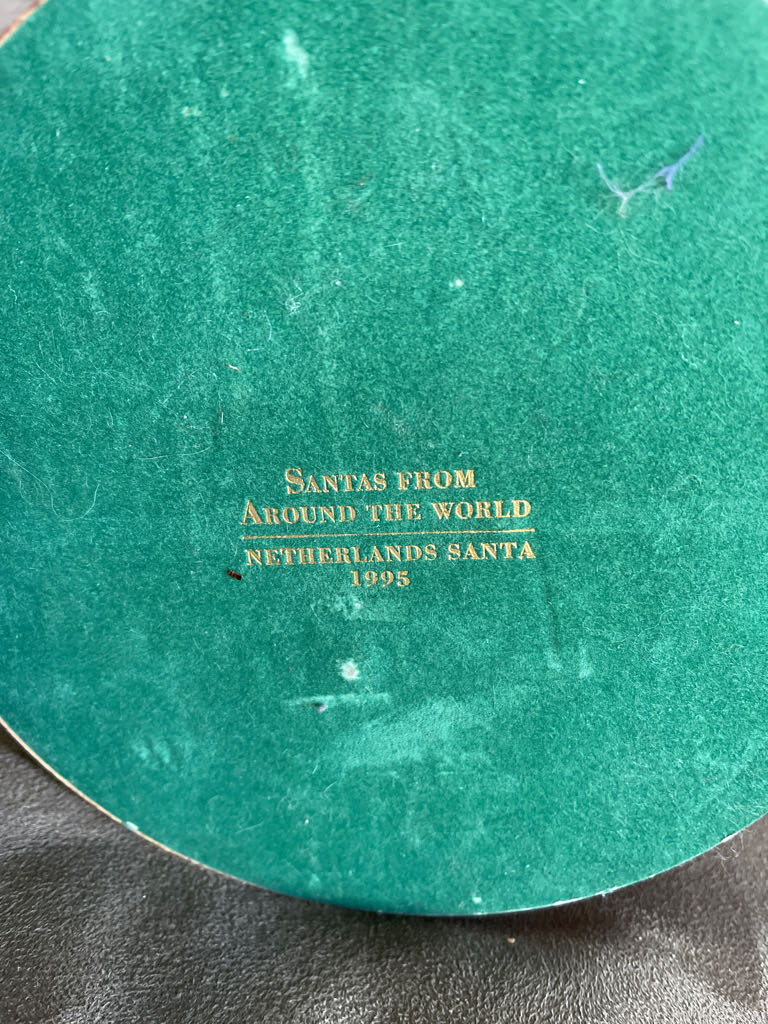 SANTAS FROM
AROUND THE WORLD
NETHERLANDS SANTA
1995